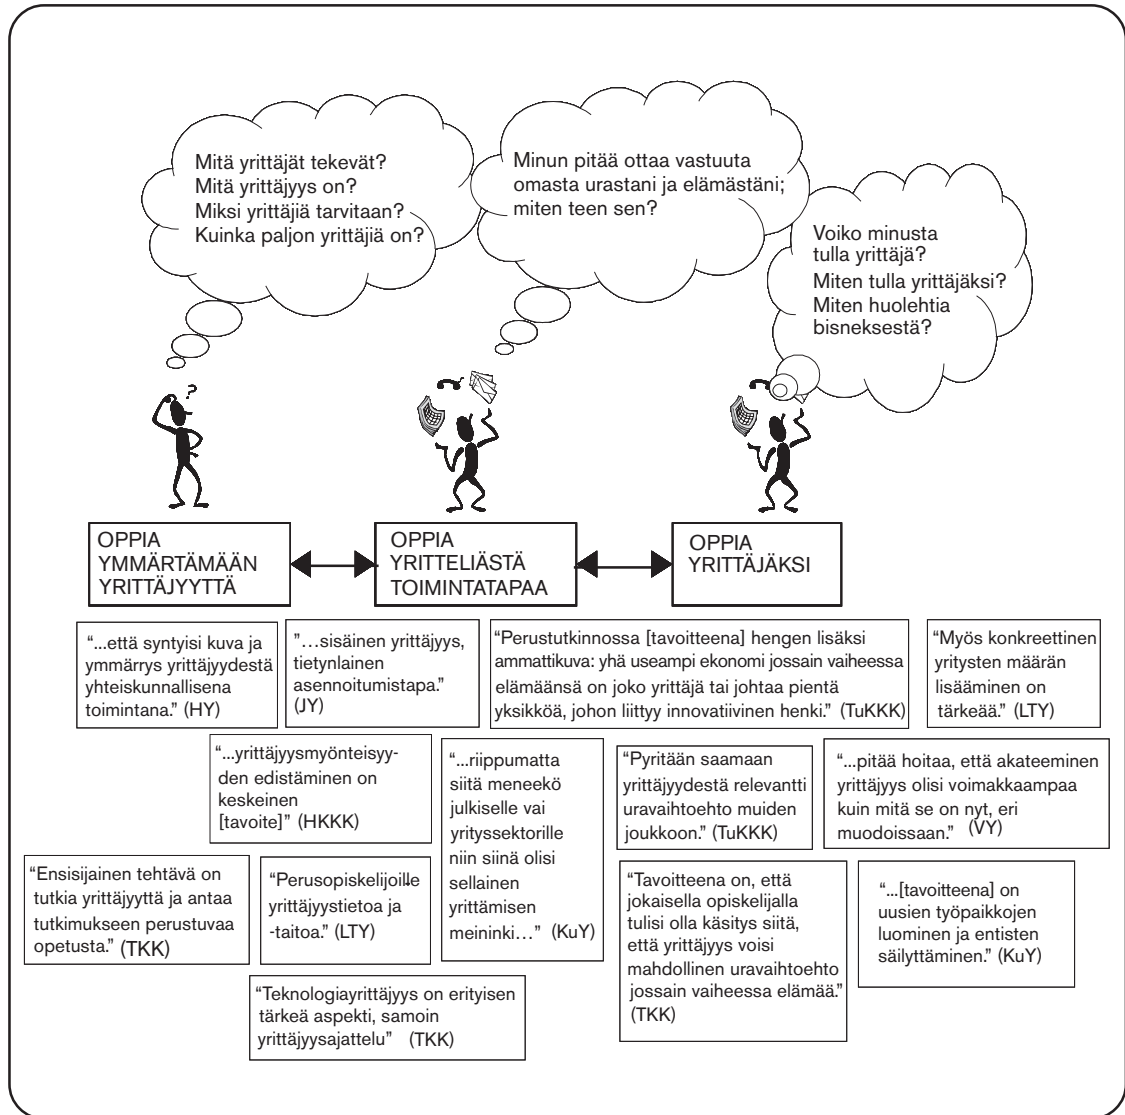 Mitä yrittäjät tekevät?
Mitä yrittäjyys on?
Miksi yrittäjiä tarvitaan?
Kuinka paljon yrittäjiä on?
Minun pitää ottaa vastuuta
omasta urastani ja elämästäni;
miten teen sen?
Voiko minusta
tulla yrittäjä?
Miten tulla yrittäjäksi?
Miten huolehtia
bisneksestä?
?
OPPIA
YMMÄRTÄMÄÄN
YRITTÄJYYTTÄ
OPPIA
YRITTELIÄSTÄ
TOIMINTATAPAA
OPPIA
YRITTÄJÄKSI
“...että syntyisi kuva ja
ymmärrys yrittäjyydestä
yhteiskunnallisena
toimintana.” (HY)
”…sisäinen yrittäjyys,
tietynlainen
asennoitumistapa.”
(JY)
“Perustutkinnossa [tavoitteena] hengen lisäksi
ammattikuva: yhä useampi ekonomi jossain vaiheessa
elämäänsä on joko yrittäjä tai johtaa pientä
yksikköä, johon liittyy innovatiivinen henki.” (TuKKK)
“Myös konkreettinen
yritysten määrän
lisääminen on
tärkeää.” (LTY)
“...yrittäjyysmyönteisyy-
den edistäminen on
keskeinen
[tavoite]” (HKKK)
“...riippumatta
siitä meneekö
julkiselle vai
yrityssektorille
niin siinä olisi
sellainen
yrittämisen
meininki…” (KuY)
“Pyritään saamaan
yrittäjyydestä relevantti
uravaihtoehto muiden
joukkoon.” (TuKKK)
“...pitää hoitaa, että akateeminen
yrittäjyys olisi voimakkaampaa
kuin mitä se on nyt, eri
muodoissaan.” (VY)
“Ensisijainen tehtävä on
tutkia yrittäjyyttä ja antaa
tutkimukseen perustuvaa
opetusta.” (TKK)
“Perusopiskelijoille
yrittäjyystietoa ja
-taitoa.” (LTY)
“Tavoitteena on, että
jokaisella opiskelijalla
tulisi olla käsitys siitä,
että yrittäjyys voisi
mahdollinen uravaihtoehto
jossain vaiheessa elämää.”
(TKK)
“...[tavoitteena] on
uusien työpaikkojen
luominen ja entisten
säilyttäminen.” (KuY)
“Teknologiayrittäjyys on erityisen
tärkeä aspekti, samoin
yrittäjyysajattelu” (TKK)